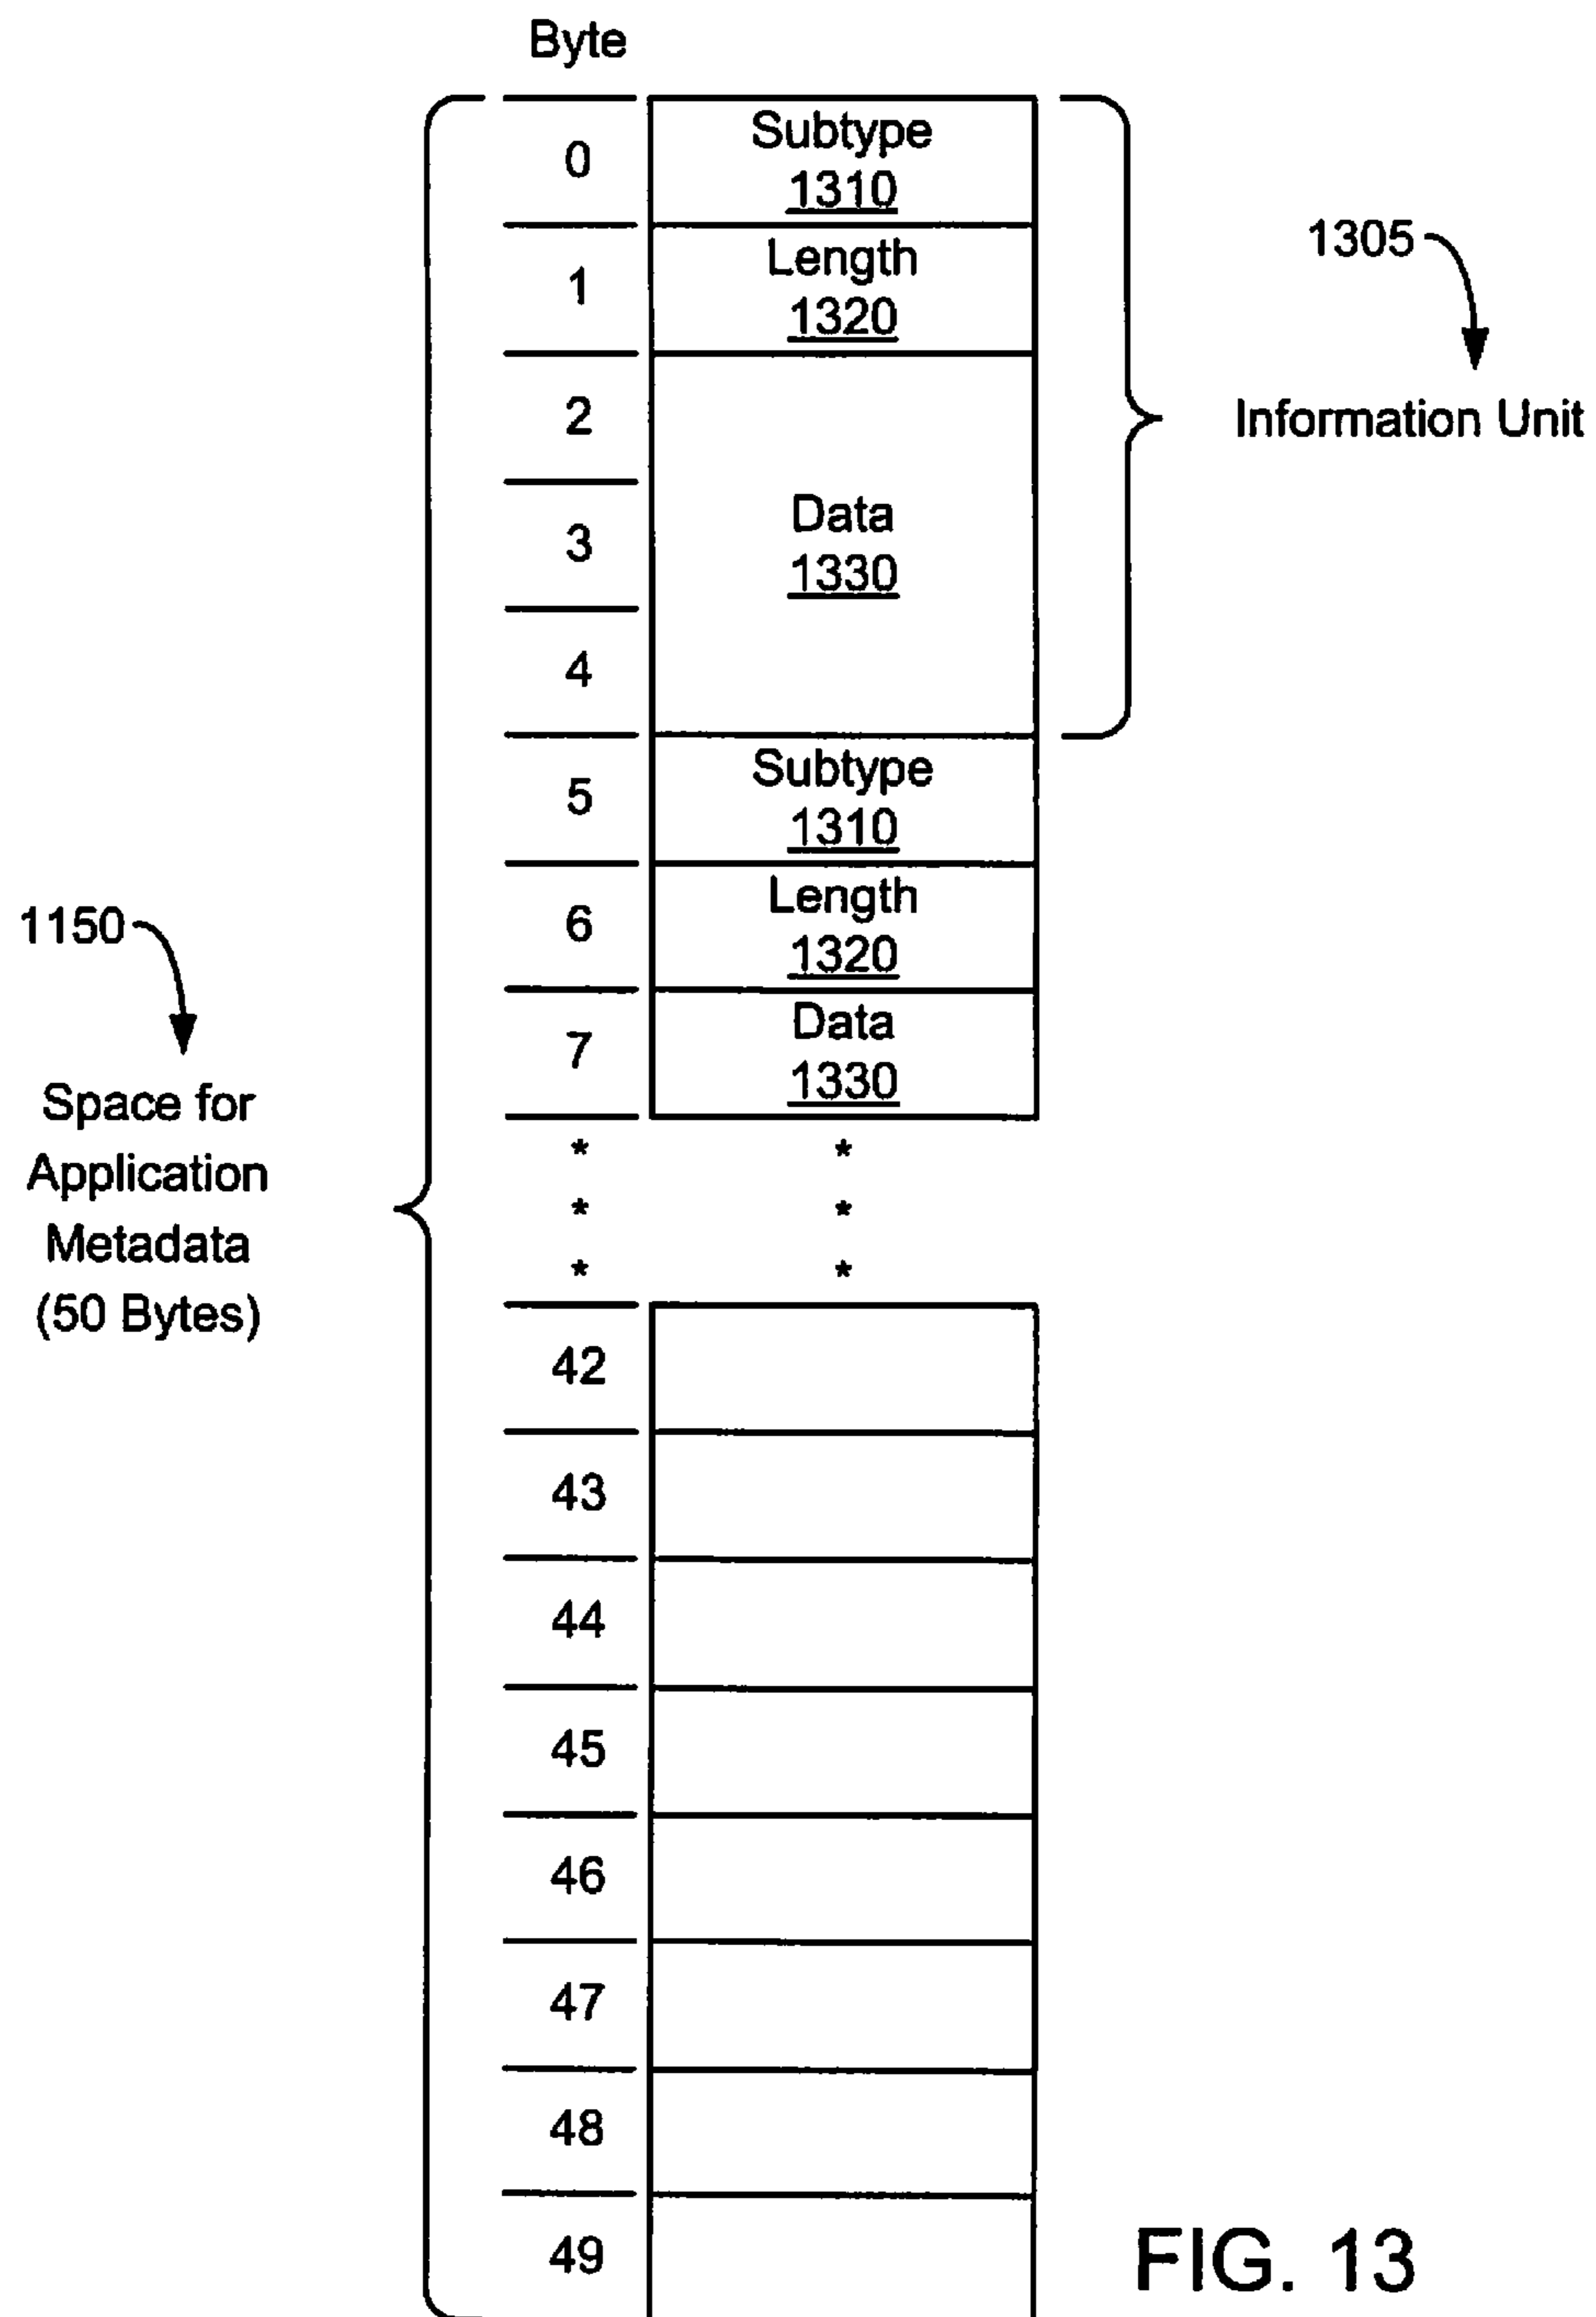 Byte
0
Subtype
1310
1
Length
1320
2
3
4
Data
1330
5
Subtype
1310
6
Length
1320
7
Data
1330
* *
* *
* *
42
43
44
45
46
47
48
49
1305
Information Unit
1150
Space for
Application
Metadata
(50 Bytes)
FIG. 13